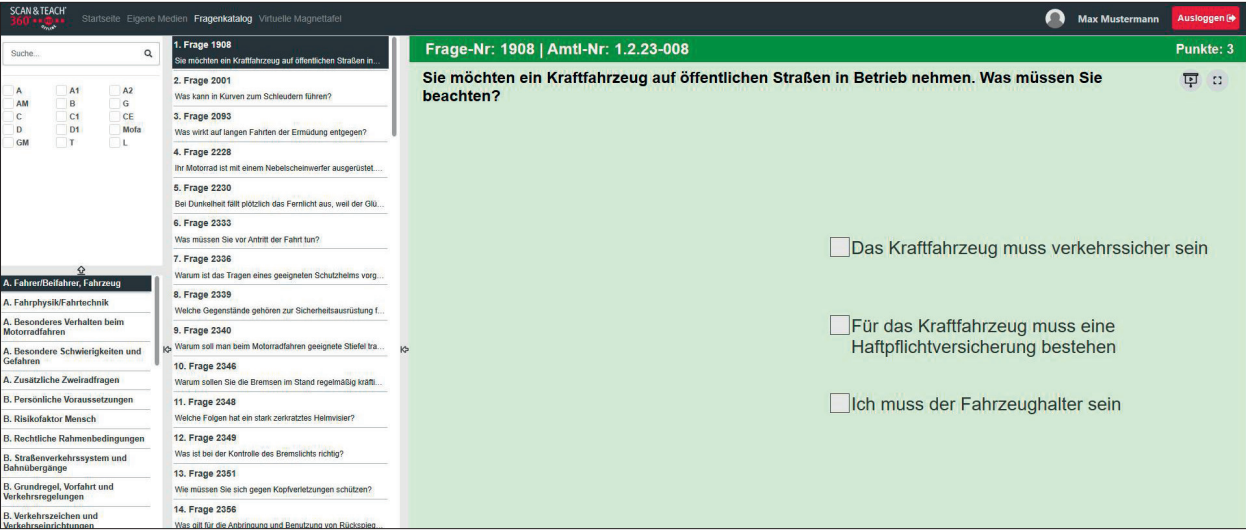 SCAN & TEACH
360°
Startseite Eigene Medien Fragenkatalog Virtuelle Magnettafel
Max Mustermann
Ausloggen
Suche...
A A1 A2
AM B G
C C1 CE
D D1 Mofa
GM T L
A. Fahrer/Beifahrer, Fahrzeug
A. Fahrphysik/Fahrtechnik
A. Besonderes Verhalten beim
Motorradfahren
A. Besondere Schwierigkeiten und
Gefahren
A. Zusätzliche Zweiradfragen
B. Persönliche Voraussetzungen
B. Risikofaktor Mensch
B. Rechtliche Rahmenbedingungen
B. Straßenverkehrssystem und
Bahnübergänge
B. Grundregel, Vorfahrt und
Verkehrsregelungen
B. Verkehrszeichen und
Verkehrseinrichtungen
1. Frage 1908
Sie möchten ein Kraftfahrzeug auf öffentlichen Straßen in...
2. Frage 2001
Was kann in Kurven zum Schleudern führen?
3. Frage 2093
Was wirkt auf langen Fahrten der Ermüdung entgegen?
4. Frage 2228
Ihr Motorrad ist mit einem Nebelscheinwerfer ausgerüstet....
5. Frage 2230
Bei Dunkelheit fällt plötzlich das Fernlicht aus, weil der Glü...
6. Frage 2333
Was müssen Sie vor Antritt der Fahrt tun?
7. Frage 2336
Warum ist das Tragen eines geeigneten Schutzhelms vorg...
8. Frage 2339
Welche Gegenstände gehören zur Sicherheitsausrüstung f...
9. Frage 2340
Warum soll man beim Motorradfahren geeignete Stiefel tra...
10. Frage 2346
Warum sollen Sie die Bremsen im Stand regelmäßig kräfti...
11. Frage 2348
Welche Folgen hat ein stark zerkratztes Helmvisier?
12. Frage 2349
Was ist bei der Kontrolle des Bremslichts richtig?
13. Frage 2351
Wie müssen Sie sich gegen Kopfverletzungen schützen?
14. Frage 2356
Was gilt für die Anbringung und Benutzung von Rückspieg...
Frage-Nr: 1908 | Amtl-Nr: 1.2.23-008
Punkte: 3
Sie möchten ein Kraftfahrzeug auf öffentlichen Straßen in Betrieb nehmen. Was müssen Sie
beachten?
Das Kraftfahrzeug muss verkehrssicher sein
Für das Kraftfahrzeug muss eine
Haftpflichtversicherung bestehen
Ich muss der Fahrzeughalter sein